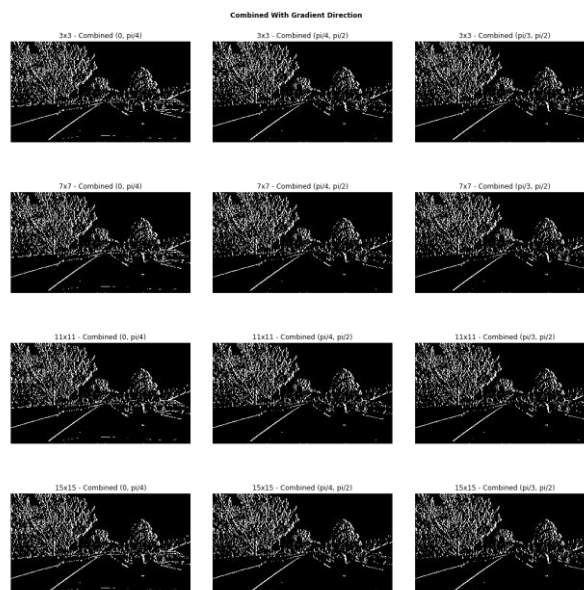 Combined With Gradient Direction
3x3 - Combined (0, pi/4)
3x3 - Combined (pi/4, pi/2)
3x3 - Combined (pi/3, pi/2)
7x7 - Combined (0, pi/4)
7x7 - Combined (pi/4, pi/2)
7x7 - Combined (pi/3, pi/2)
11x11 - Combined (0, pi/4)
11x11 - Combined (pi/4, pi/2)
11x11 - Combined (pi/3, pi/2)
15x15 - Combined (0, pi/4)
15x15 - Combined (pi/4, pi/2)
15x15 - Combined (pi/3, pi/2)